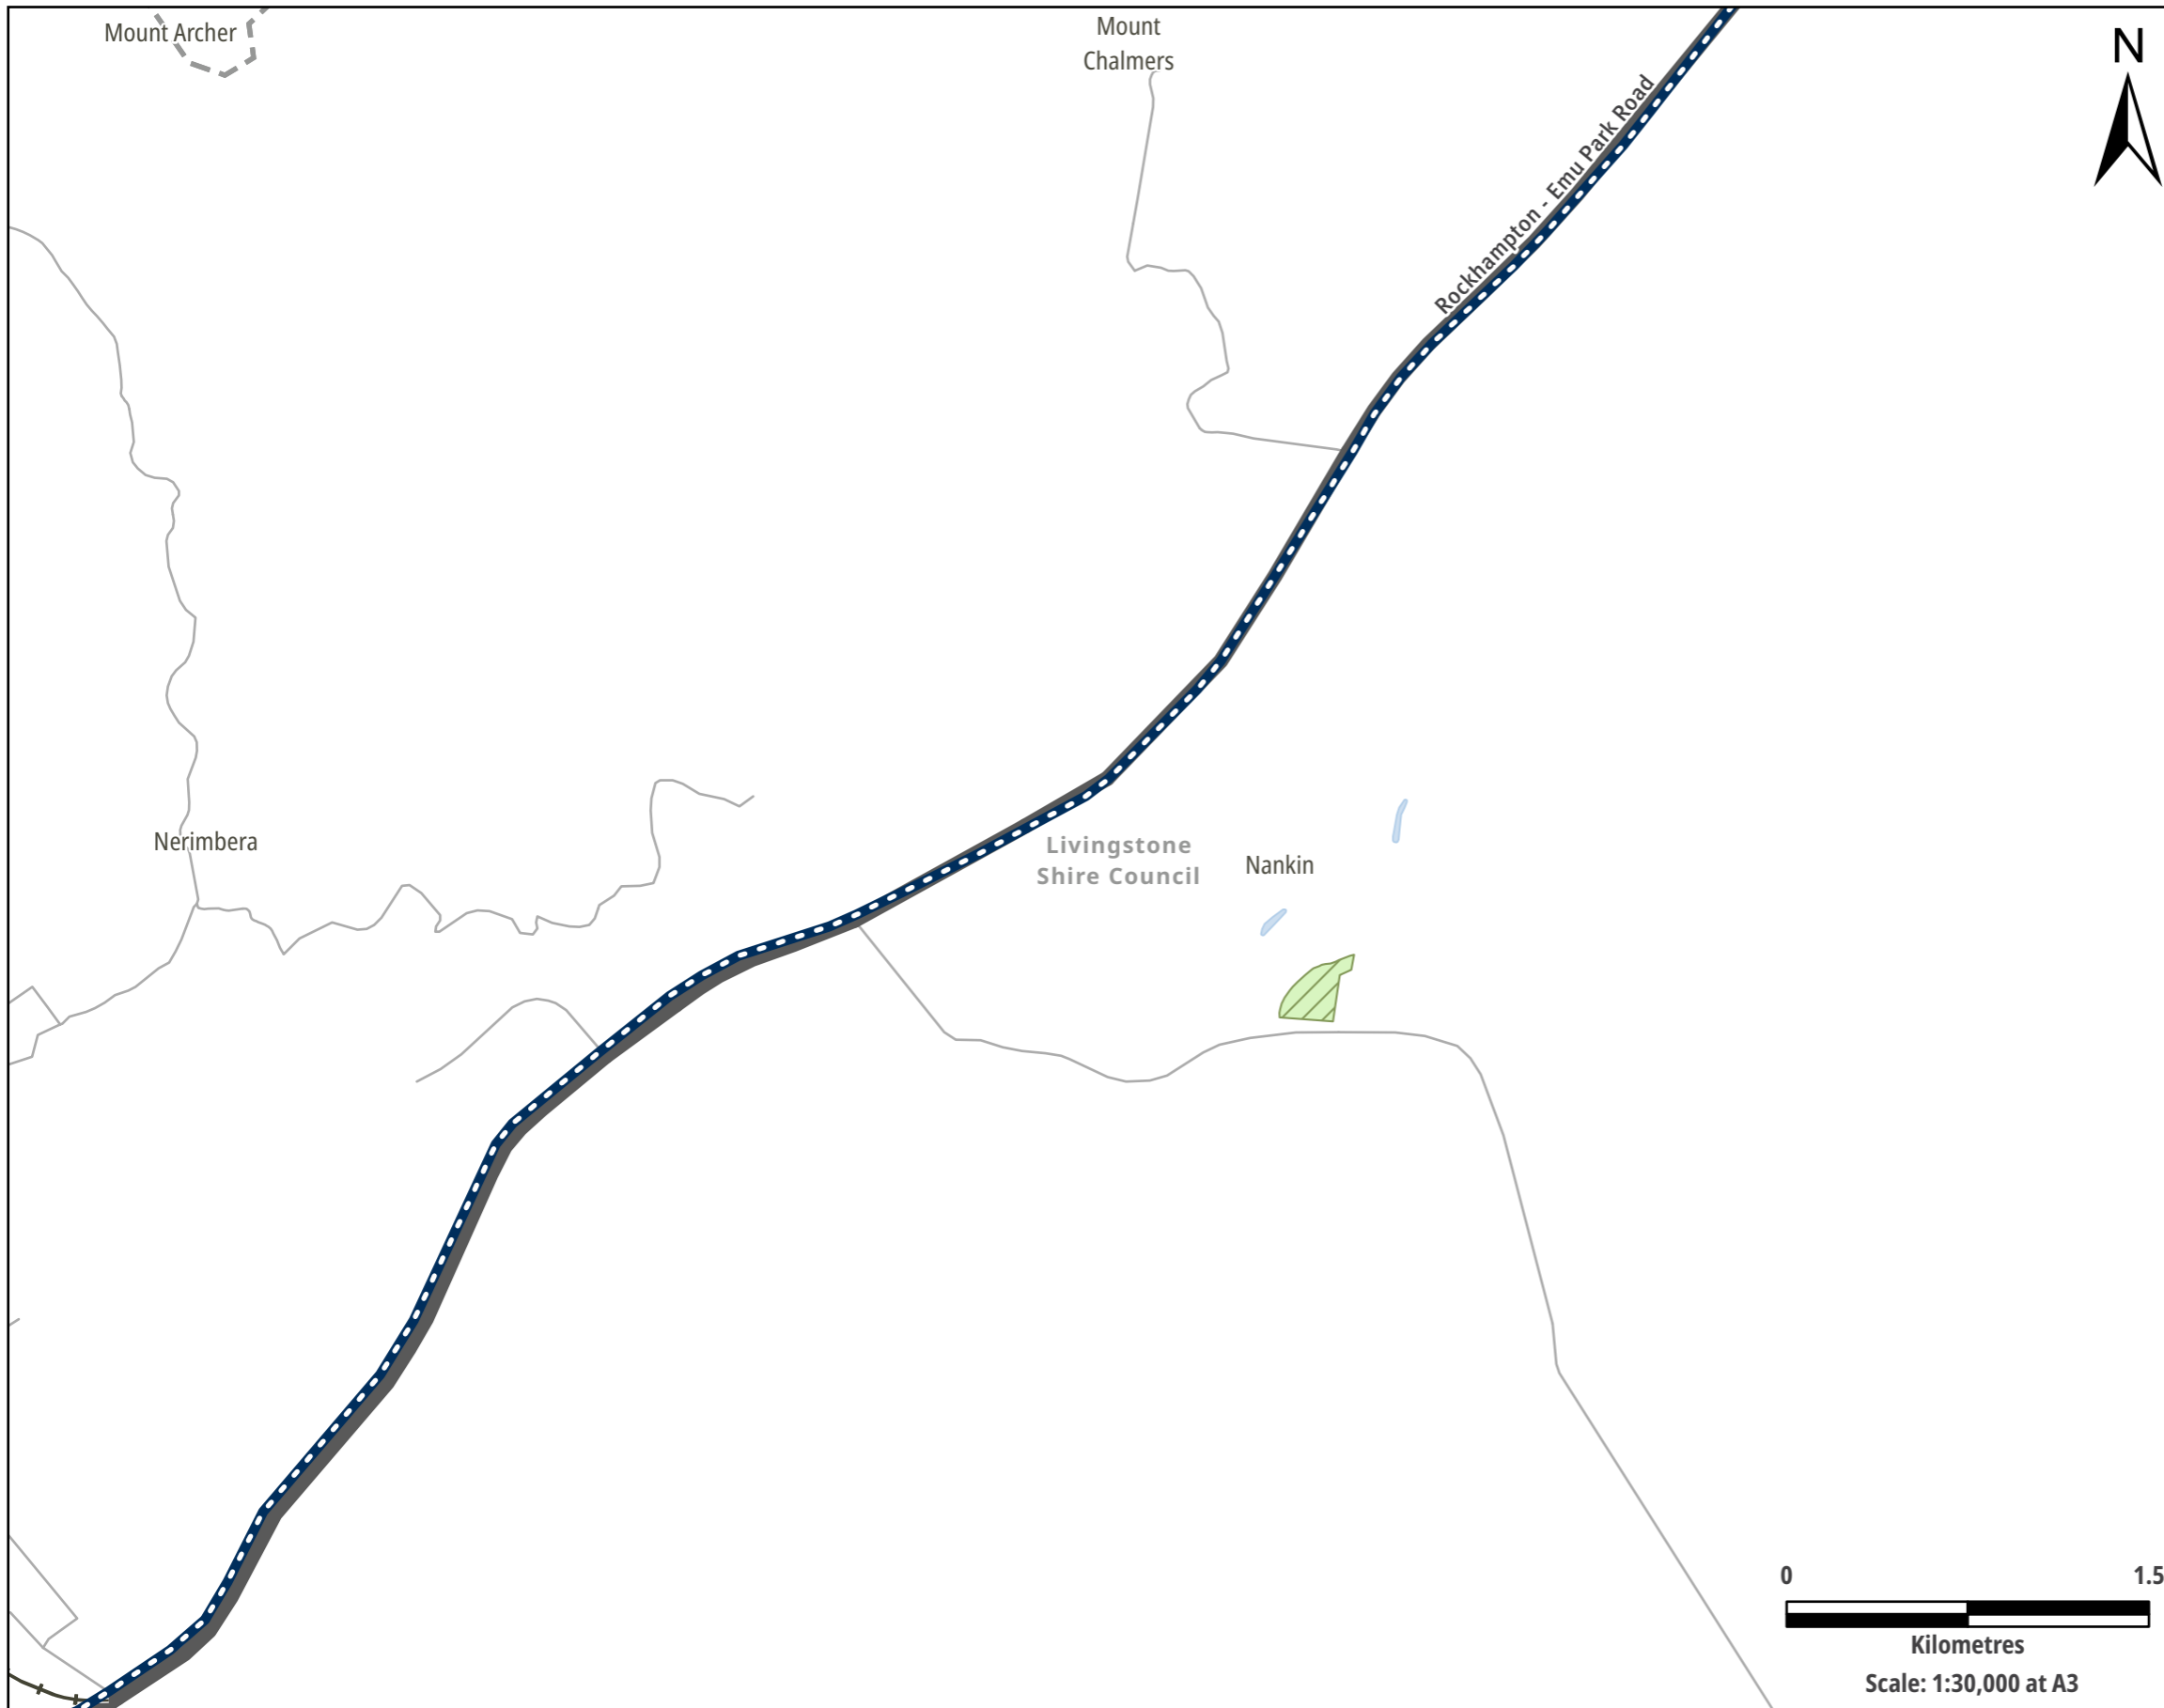 Mount Archer
Mount
Chalmers
N
Rockhampton - Emu Park Road
Nerimbera
Livingstone
Shire Council
Nankin
0
1.5
Kilometres
Scale: 1:30,000 at A3